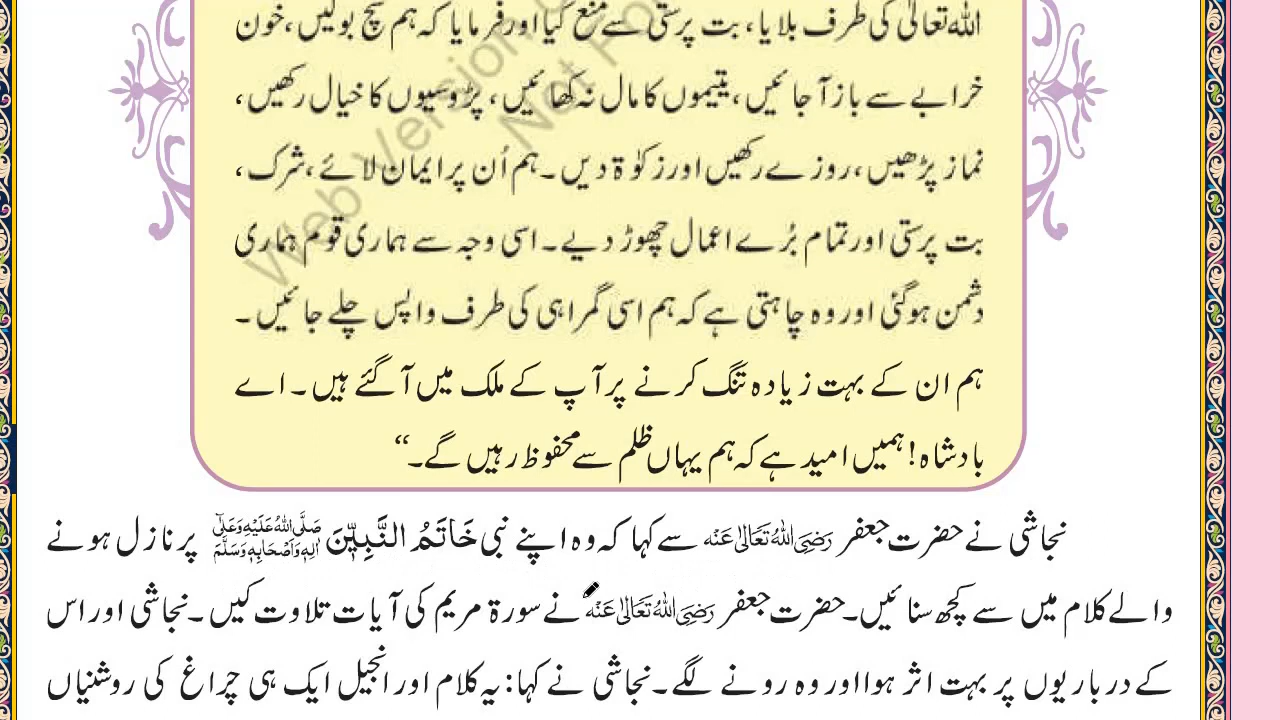 اللہ تعالیٰ کی طرف بلایا، بت پرستی سے منع کیا اور فرمایا کہ ہم سچ بولیں، خون
خرابے سے باز آ جائیں، یتیموں کا مال نہ کھائیں، پڑوسیوں کا خیال رکھیں،
نماز پڑھیں، روزے رکھیں اور زکوٰۃ دیں۔ ہم اُن پر ایمان لائے، شرک،
بت پرستی اور تمام بُرے اعمال چھوڑ دیے۔ اسی وجہ سے ہماری قوم ہماری
دشمن ہوگئی اور وہ چاہتی ہے کہ ہم اسی گمراہی کی طرف واپس چلے جائیں۔
ہم ان کے بہت زیادہ تنگ کرنے پر آپ کے ملک میں آ گئے ہیں۔ اے
بادشاہ! ہمیں امید ہے کہ ہم یہاں ظلم سے محفوظ رہیں گے۔“
نجاشی نے حضرت جعفر رَضِیَ اللہُ تَعَالٰی عَنْہ سے کہا کہ وہ اپنے نبی خَاتَمُ النَّبِیّٖنَ صَلَّی اللہُ عَلَیْہِ وَعَلٰٓی اٰلِہٖ وَاَصْحَابِہٖ وَسَلَّمَ پر نازل ہونے
والے کلام میں سے کچھ سنائیں۔ حضرت جعفر رَضِیَ اللہُ تَعَالٰی عَنْہ نے سورۃ مریم کی آیات تلاوت کیں۔ نجاشی اور اس
کے درباریوں پر بہت اثر ہوا اور وہ رونے لگے۔ نجاشی نے کہا: یہ کلام اور انجیل ایک ہی چراغ کی روشنیاں
Web Version
Not